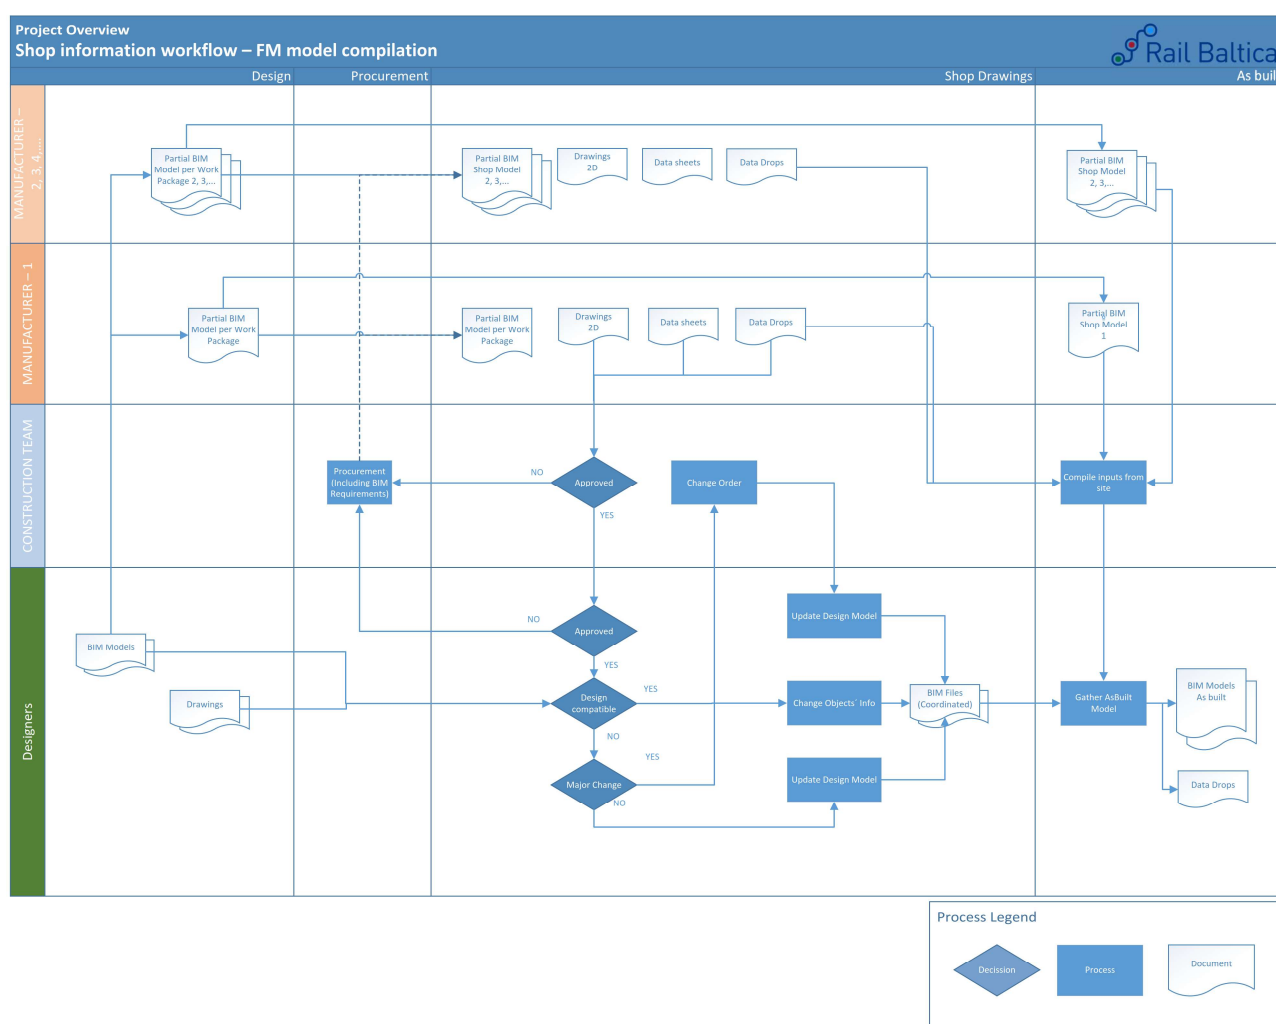 Project Overview
Shop information workflow – FM model compilation
Rail Baltica
Design
Procurement
Shop Drawings
As buil
MANUFACTURER –
2, 3, 4,....
Partial BIM
Model per Work
Package 2, 3,...
Partial BIM
Shop Model
2, 3,...
Drawings
2D
Data sheets
Data Drops
Partial BIM
Shop Model
2, 3,...
MANUFACTURER – 1
Partial BIM
Model per Work
Package
Partial BIM
Model per Work
Package
Drawings
2D
Data sheets
Data Drops
Partial BIM
Shop Model
1
CONSTRUCTION TEAM
Procurement
(Including BIM
Requirements)
NO
Approved
YES
Change Order
Compile inputs from
site
Designers
BIM Models
Drawings
NO
Approved
YES
Design
compatible
YES
NO
Major Change
YES
NO
Update Design Model
Change Objects´ Info
Update Design Model
BIM Files
(Coordinated)
Gather AsBuilt
Model
BIM Models
As built
Data Drops
Process Legend
Decission
Process
Document